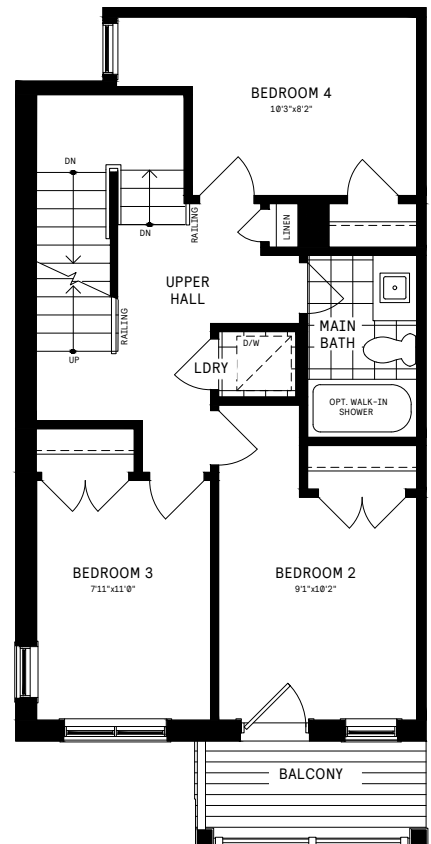 BEDROOM 4
10'3"x8'2"
DN
DN
RAILING
LINEN
UPPER
HALL
RAILING
MAIN
BATH
D/W
UP
LDRY
OPT. WALK-IN
SHOWER
BEDROOM 3
7'11"x11'0"
BEDROOM 2
9'1"x10'2"
BALCONY